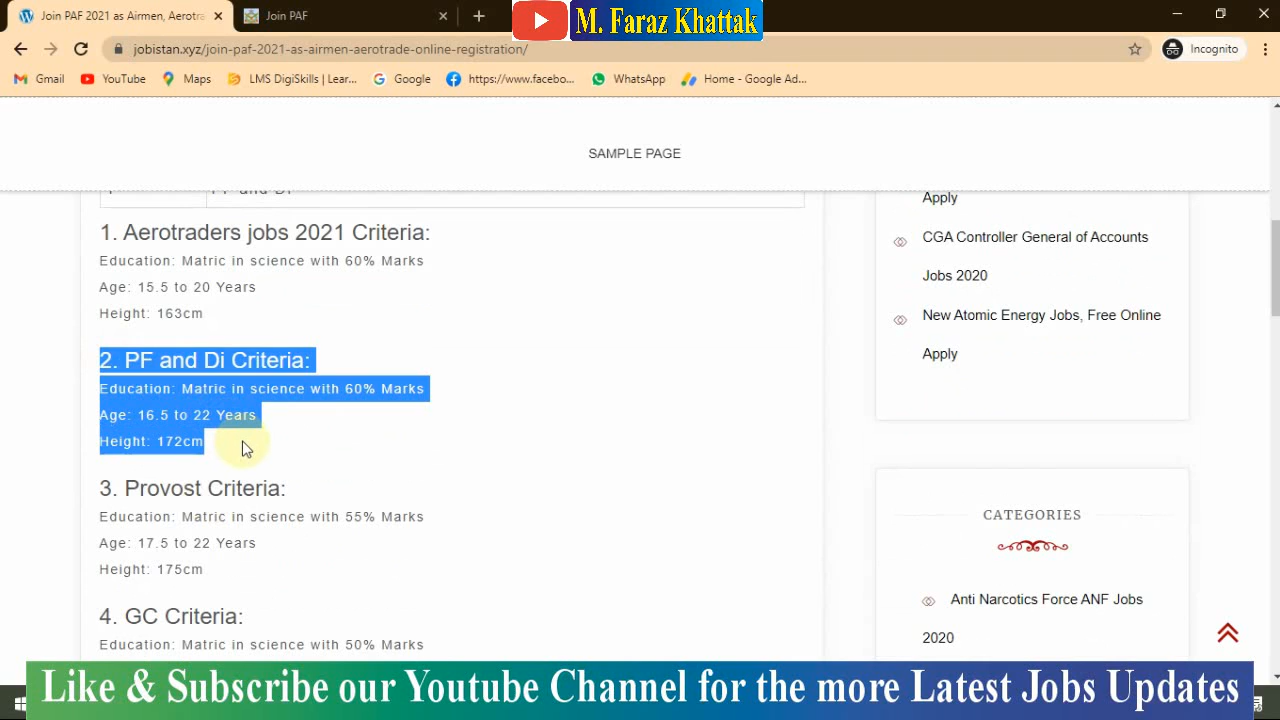 Join PAF 2021 as Airmen, Aerotra
Join PAF
M. Faraz Khattak
jobistan.xyz/join-paf-2021-as-airmen-aerotrade-online-registration/
Incognito
Gmail
YouTube
Maps
LMS DigiSkills | Lear...
Google
https://www.facebo...
WhatsApp
Home - Google Ad...
SAMPLE PAGE
1. Aerotraders jobs 2021 Criteria:
Education: Matric in science with 60% Marks
Age: 15.5 to 20 Years
Height: 163cm
2. PF and Di Criteria:
Education: Matric in science with 60% Marks
Age: 16.5 to 22 Years
Height: 172cm
3. Provost Criteria:
Education: Matric in science with 55% Marks
Age: 17.5 to 22 Years
Height: 175cm
4. GC Criteria:
Education: Matric in science with 50% Marks
Apply
CGA Controller General of Accounts
Jobs 2020
New Atomic Energy Jobs, Free Online
Apply
CATEGORIES
Anti Narcotics Force ANF Jobs
2020
Like & Subscribe our Youtube Channel for the more Latest Jobs Updates